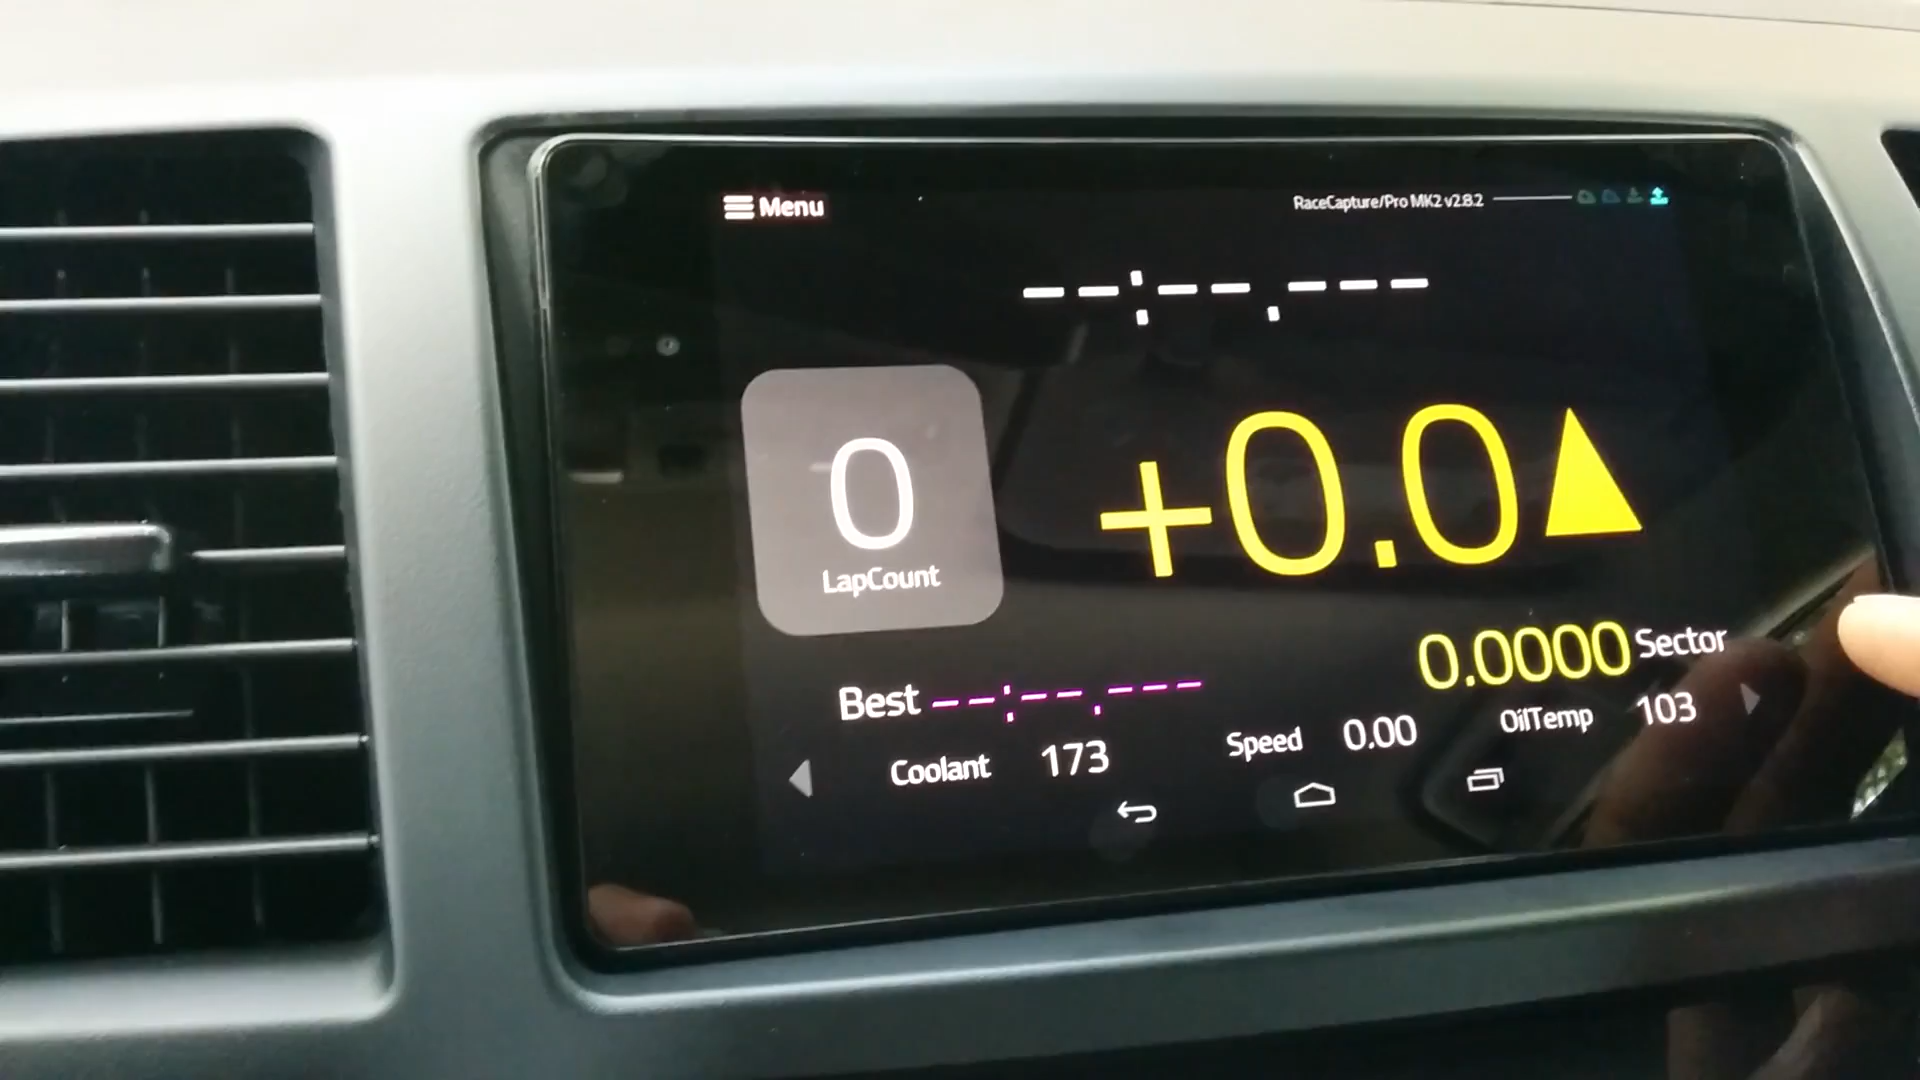 Menu
RaceCapture/Pro MK2 v2.8.2
--:--.---
0
LapCount
+0.0
0.0000 Sector
Best --:--.---
Coolant 173
Speed 0.00
OilTemp 103